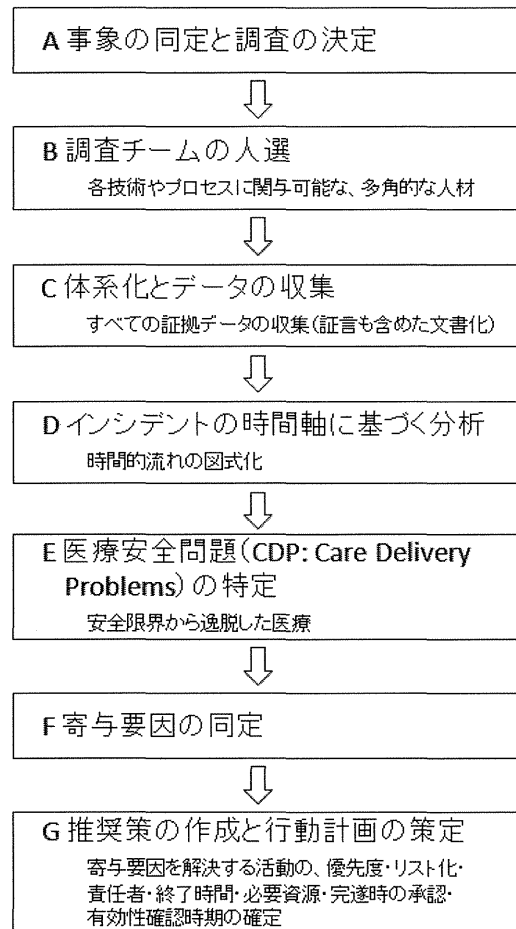 A 事象の同定と調査の決定
B 調査チームの人選
各技術やプロセスに関与可能な、多角的な人材
C 体系化とデータの収集
すべての証拠データの収集(証言も含めた文書化)
D インシデントの時間軸に基づく分析
時間的流れの図式化
E 医療安全問題(CDP: Care Delivery
Problems)の特定
安全限界から逸脱した医療
F 寄与要因の同定
G 推奨策の作成と行動計画の策定
寄与要因を解決する活動の、優先度・リスト化・
責任者・終了時間・必要資源・完遂時の承認・
有効性確認時期の確定